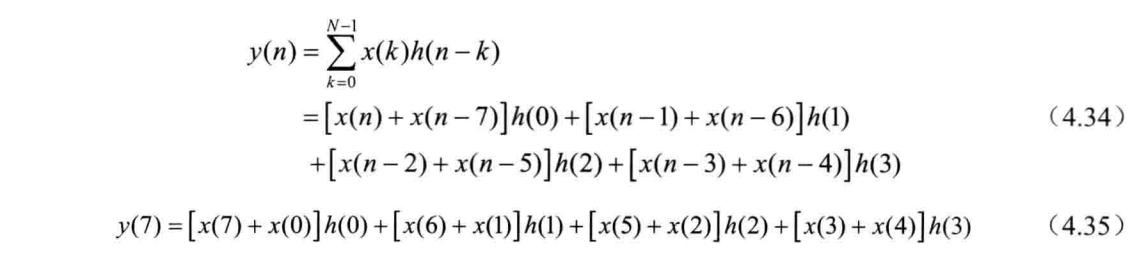 y(n) = \sum_{k=0}^{N-1} x(k)h(n-k)
=[x(n)+x(n-7)]h(0)+[x(n-1)+x(n-6)]h(1) （4.34）
+[x(n-2)+x(n-5)]h(2)+[x(n-3)+x(n-4)]h(3)
y(7)=[x(7)+x(0)]h(0)+[x(6)+x(1)]h(1)+[x(5)+x(2)]h(2)+[x(3)+x(4)]h(3) （4.35）